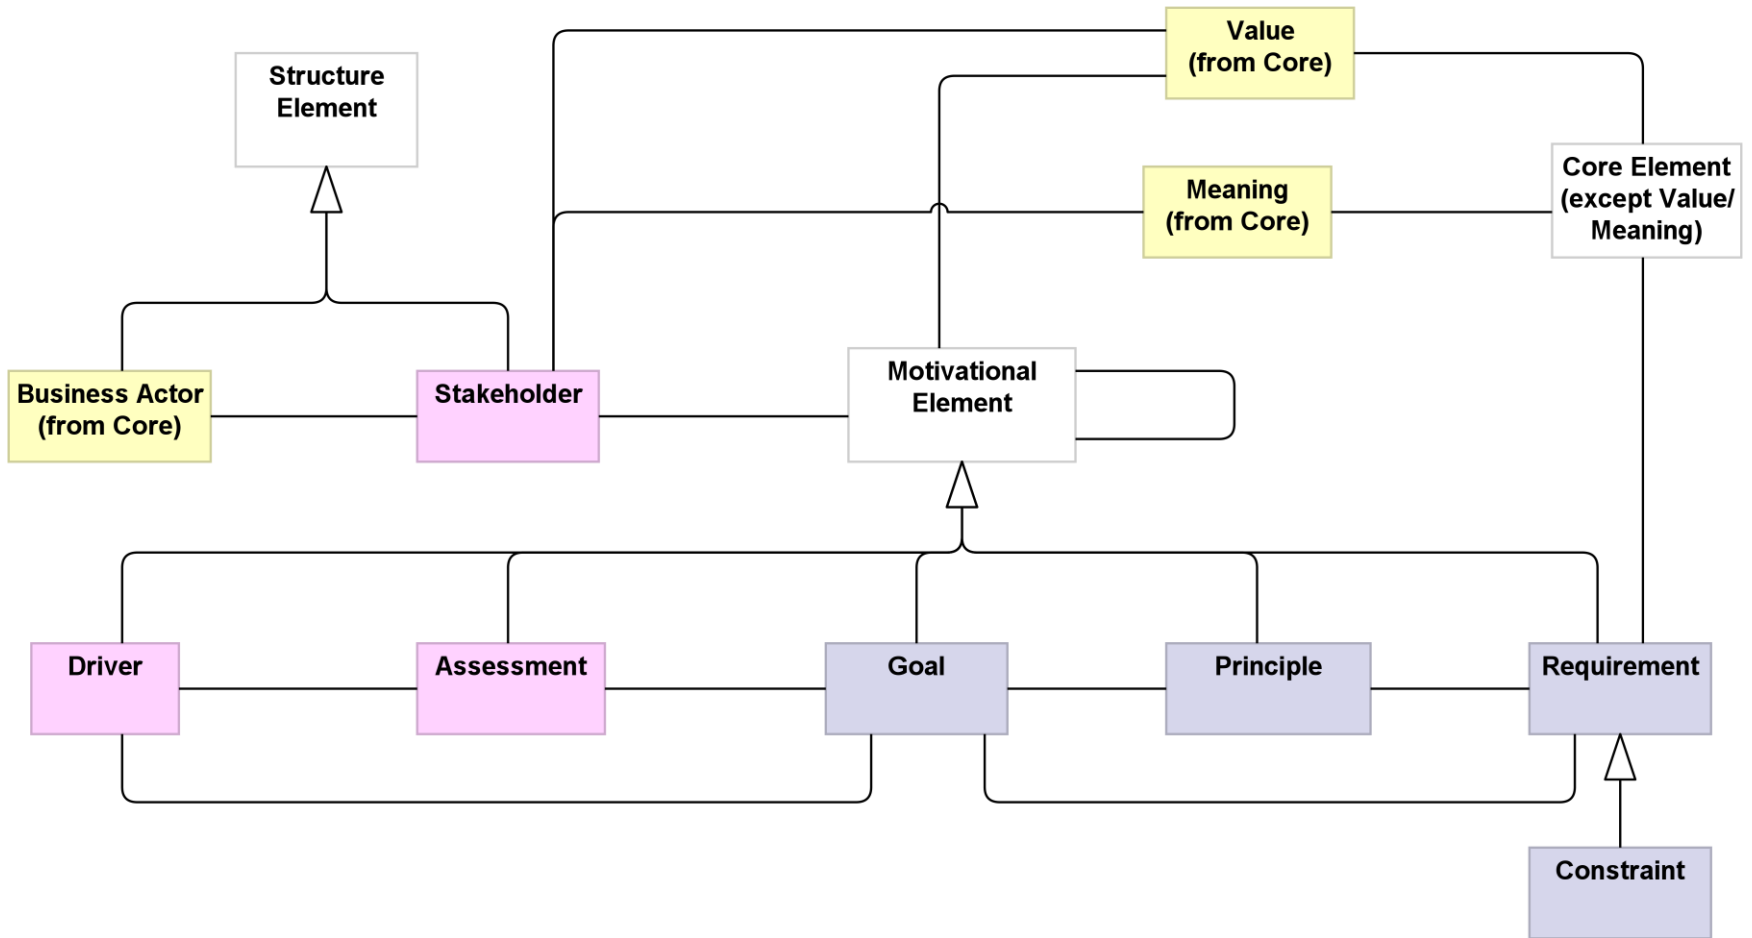 Value
(from Core)
Structure
Element
Core Element
(except Value/
Meaning)
Meaning
(from Core)
Business Actor
(from Core)
Stakeholder
Motivational
Element
Driver
Assessment
Goal
Principle
Requirement
Constraint